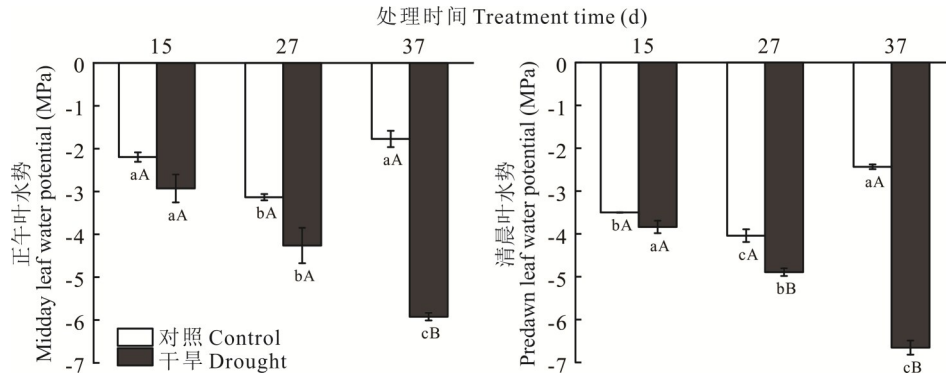 处理时间 Treatment time (d)
15 27 37
15 27 37
正午叶水势
Midday leaf water potential (MPa)
0
-1
-2
-3
-4
-5
-6
-7
aA
aA
bA
bA
aA
cB
对照 Control
干旱 Drought
清晨叶水势
Predawn leaf water potential (MPa)
0
-1
-2
-3
-4
-5
-6
-7
bA
aA
cA
bB
aA
cB